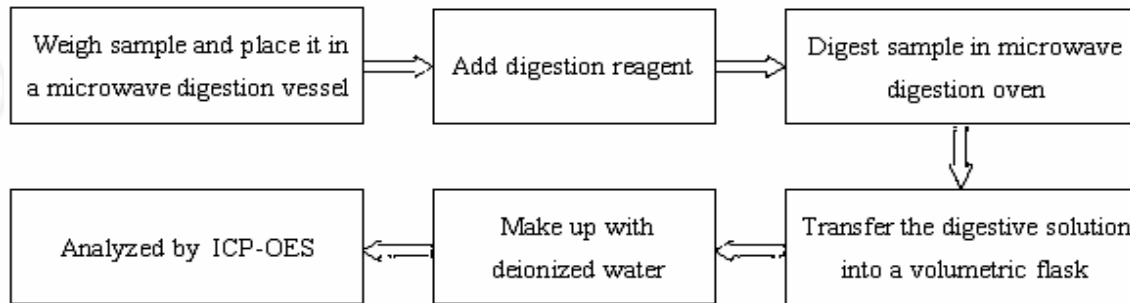 Weigh sample and place it in
a microwave digestion vessel
Add digestion reagent
Digest sample in microwave
digestion oven
Transfer the digestive solution
into a volumetric flask
Make up with
deionized water
Analyzed by ICP-OES